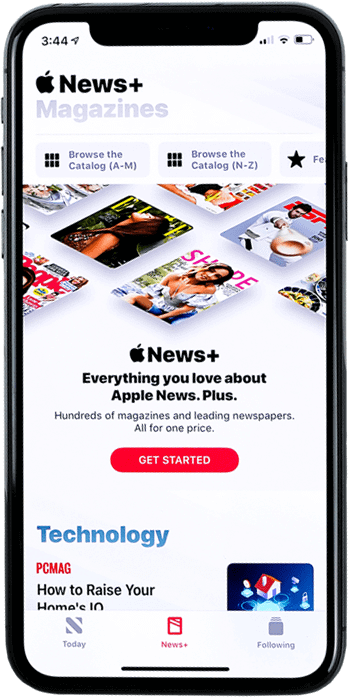 3:44
News+
Magazines
Browse the
Catalog (A-M)
Browse the
Catalog (N-Z)
Fea
SHAPE
News+
Everything you love about
Apple News. Plus.
Hundreds of magazines and leading newspapers.
All for one price.
GET STARTED
Technology
PCMAG
How to Raise Your
Home's IQ
Today
News+
Following